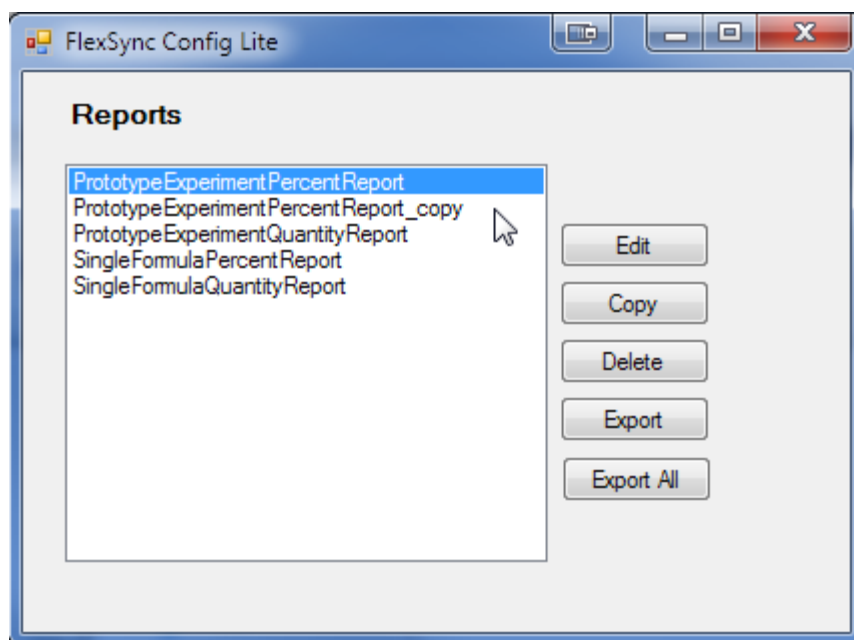 FlexSync Config Lite
Reports
PrototypeExperimentPercentReport
PrototypeExperimentPercentReport_copy
PrototypeExperimentQuantityReport
SingleFormulaPercentReport
SingleFormulaQuantityReport
Edit
Copy
Delete
Export
Export All